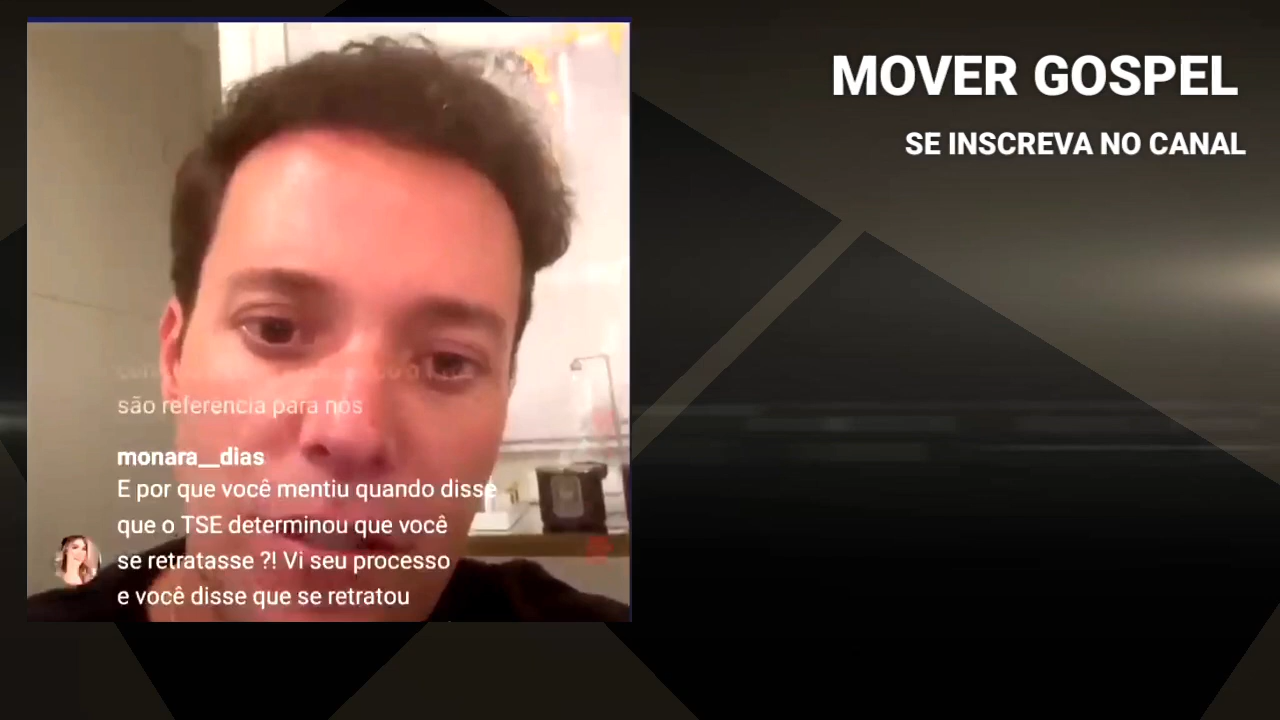 MOVER GOSPEL
SE INSCREVA NO CANAL
são referencia para nós
monara__dias
E por que você mentiu quando disse
que o TSE determinou que você
se retratasse ?! Vi seu processo
e você disse que se retratou